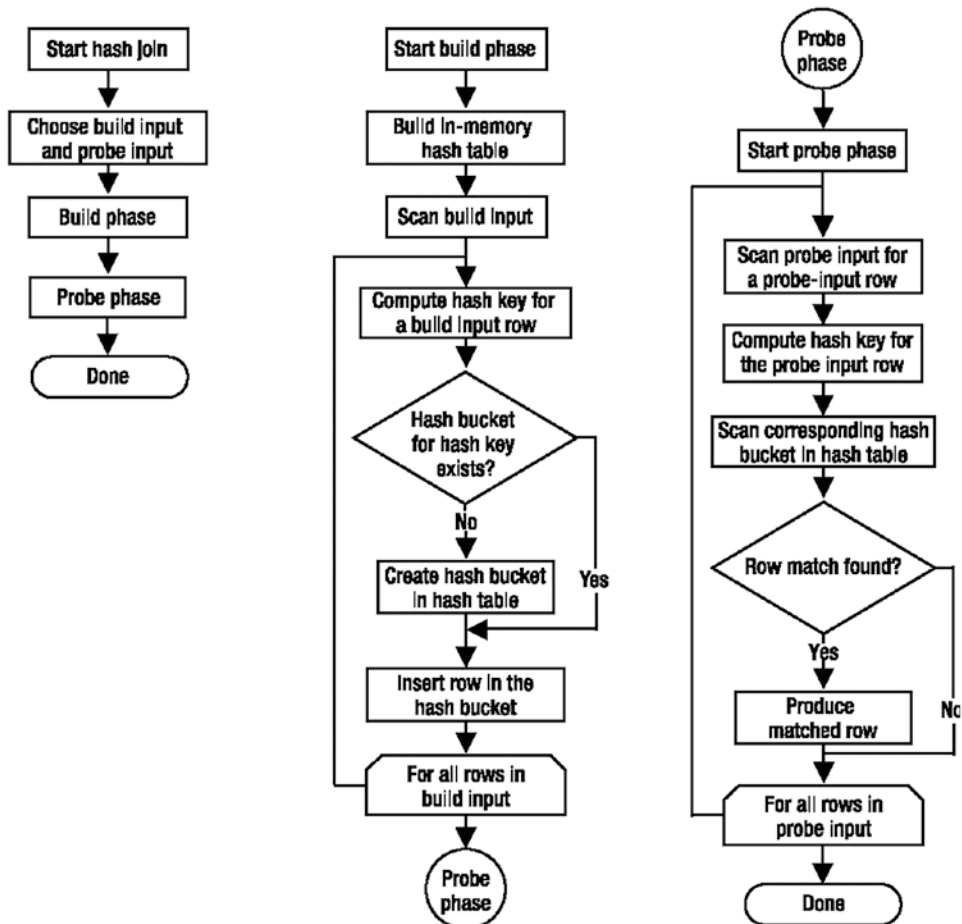 Start hash join
Choose build input
and probe input
Build phase
Probe phase
Done
Start build phase
Build in-memory
hash table
Scan build input
Compute hash key for
a build input row
Hash bucket
for hash key
exists?
No
Yes
Create hash bucket
in hash table
Insert row in the
hash bucket
For all rows in
build input
Probe
phase
Probe
phase
Start probe phase
Scan probe input for
a probe-input row
Compute hash key for
the probe input row
Scan corresponding hash
bucket in hash table
Row match found?
Yes
No
Produce
matched row
For all rows in
probe input
Done